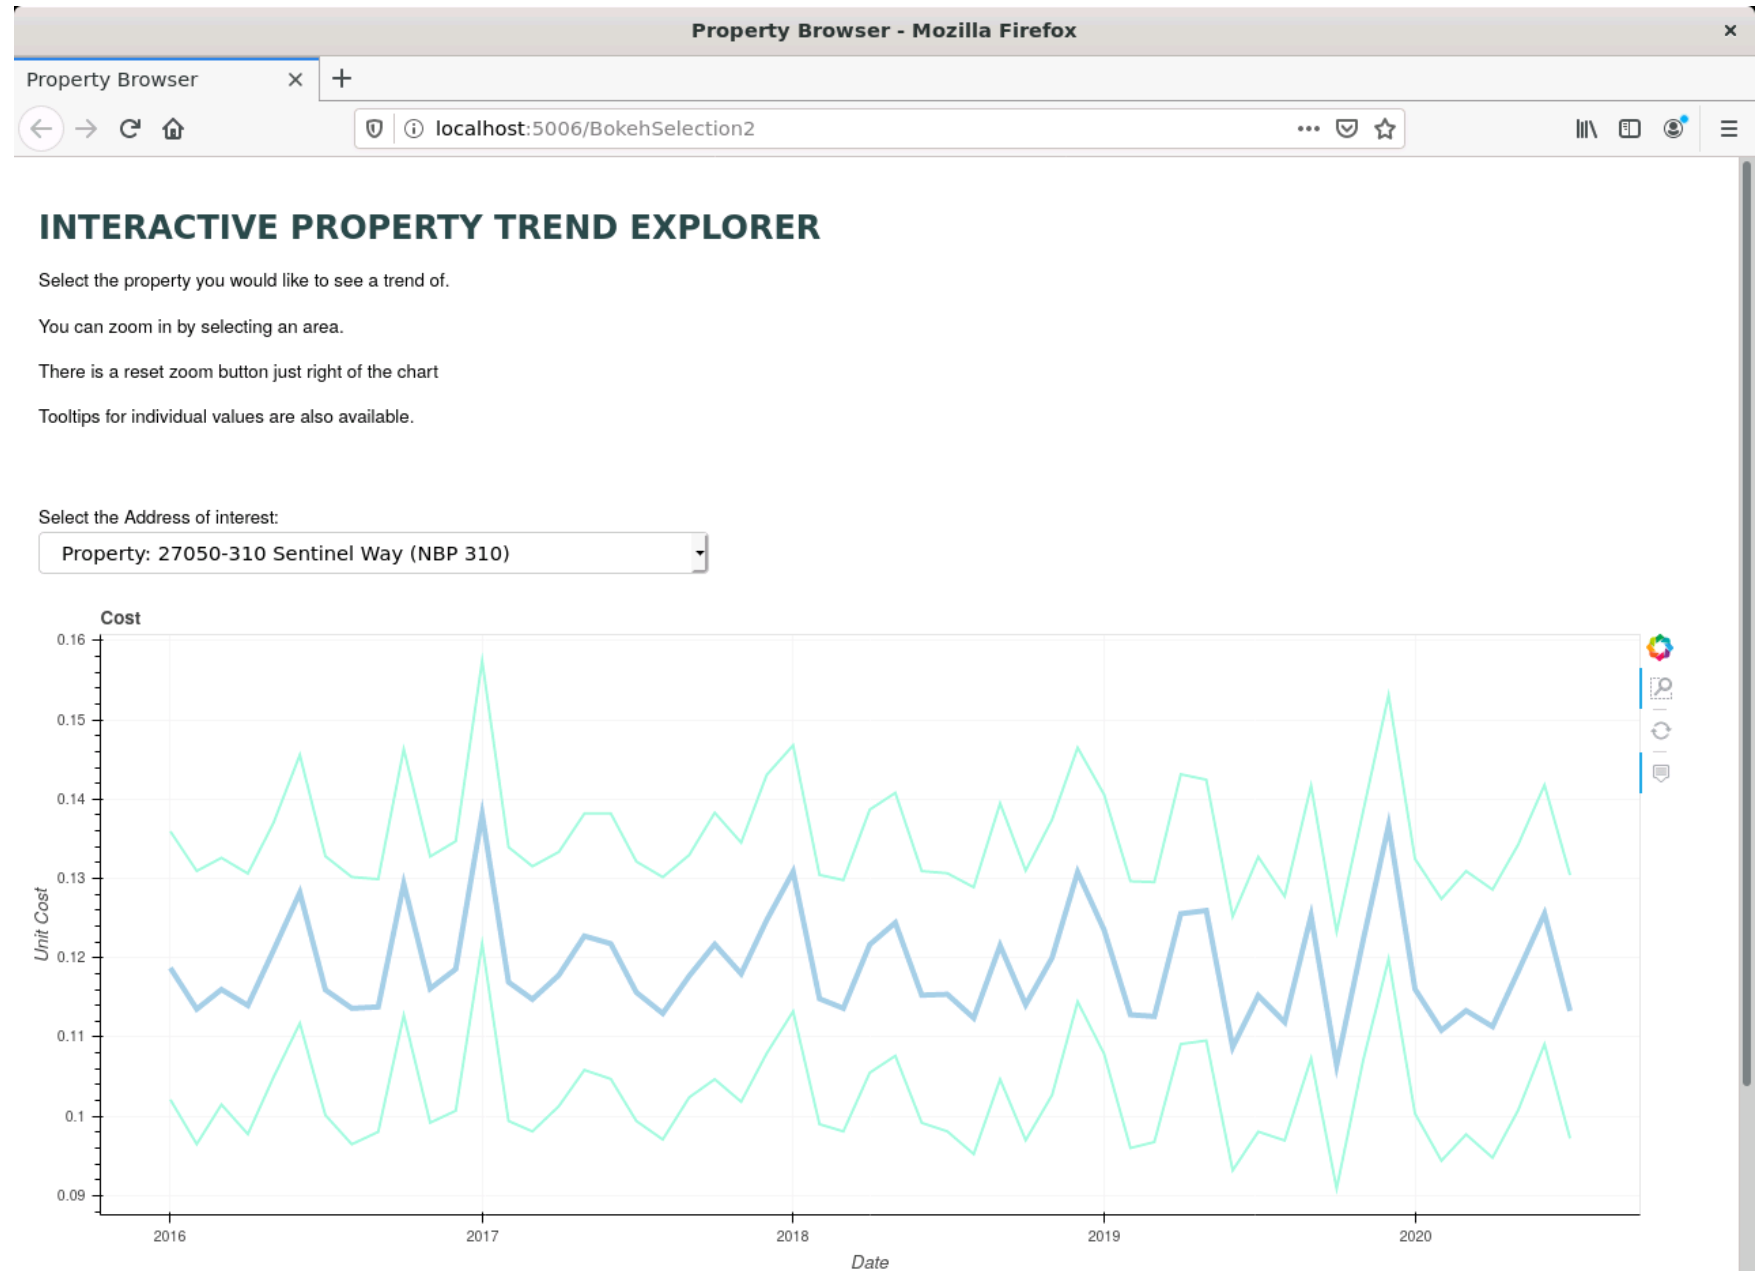 Property Browser - Mozilla Firefox
Property Browser
localhost:5006/BokehSelection2
INTERACTIVE PROPERTY TREND EXPLORER
Select the property you would like to see a trend of.
You can zoom in by selecting an area.
There is a reset zoom button just right of the chart
Tooltips for individual values are also available.
Select the Address of interest:
Property: 27050-310 Sentinel Way (NBP 310)
Cost
0.16
0.15
0.14
0.13
0.12
0.11
0.1
0.09
Unit Cost
2016 2017 2018 2019 2020
Date